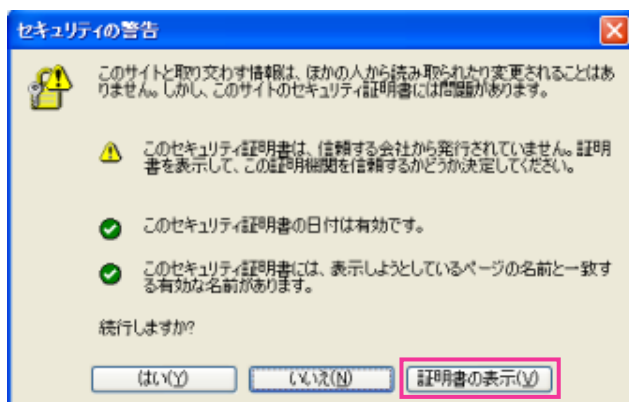 セキュリティの警告
このサイトと取り交わす情報は、ほかの人から読み取られたり変更されることはあ
りません。しかし、このサイトのセキュリティ証明書には問題があります。
このセキュリティ証明書は、信頼する会社から発行されていません。証明
書を表示して、この証明機関を信頼するかどうか決定してください。
このセキュリティ証明書の日付は有効です。
このセキュリティ証明書には、表示しようとしているページの名前と一致す
る有効な名前があります。
続行しますか?
はい(Y) いいえ(N) 証明書の表示(V)